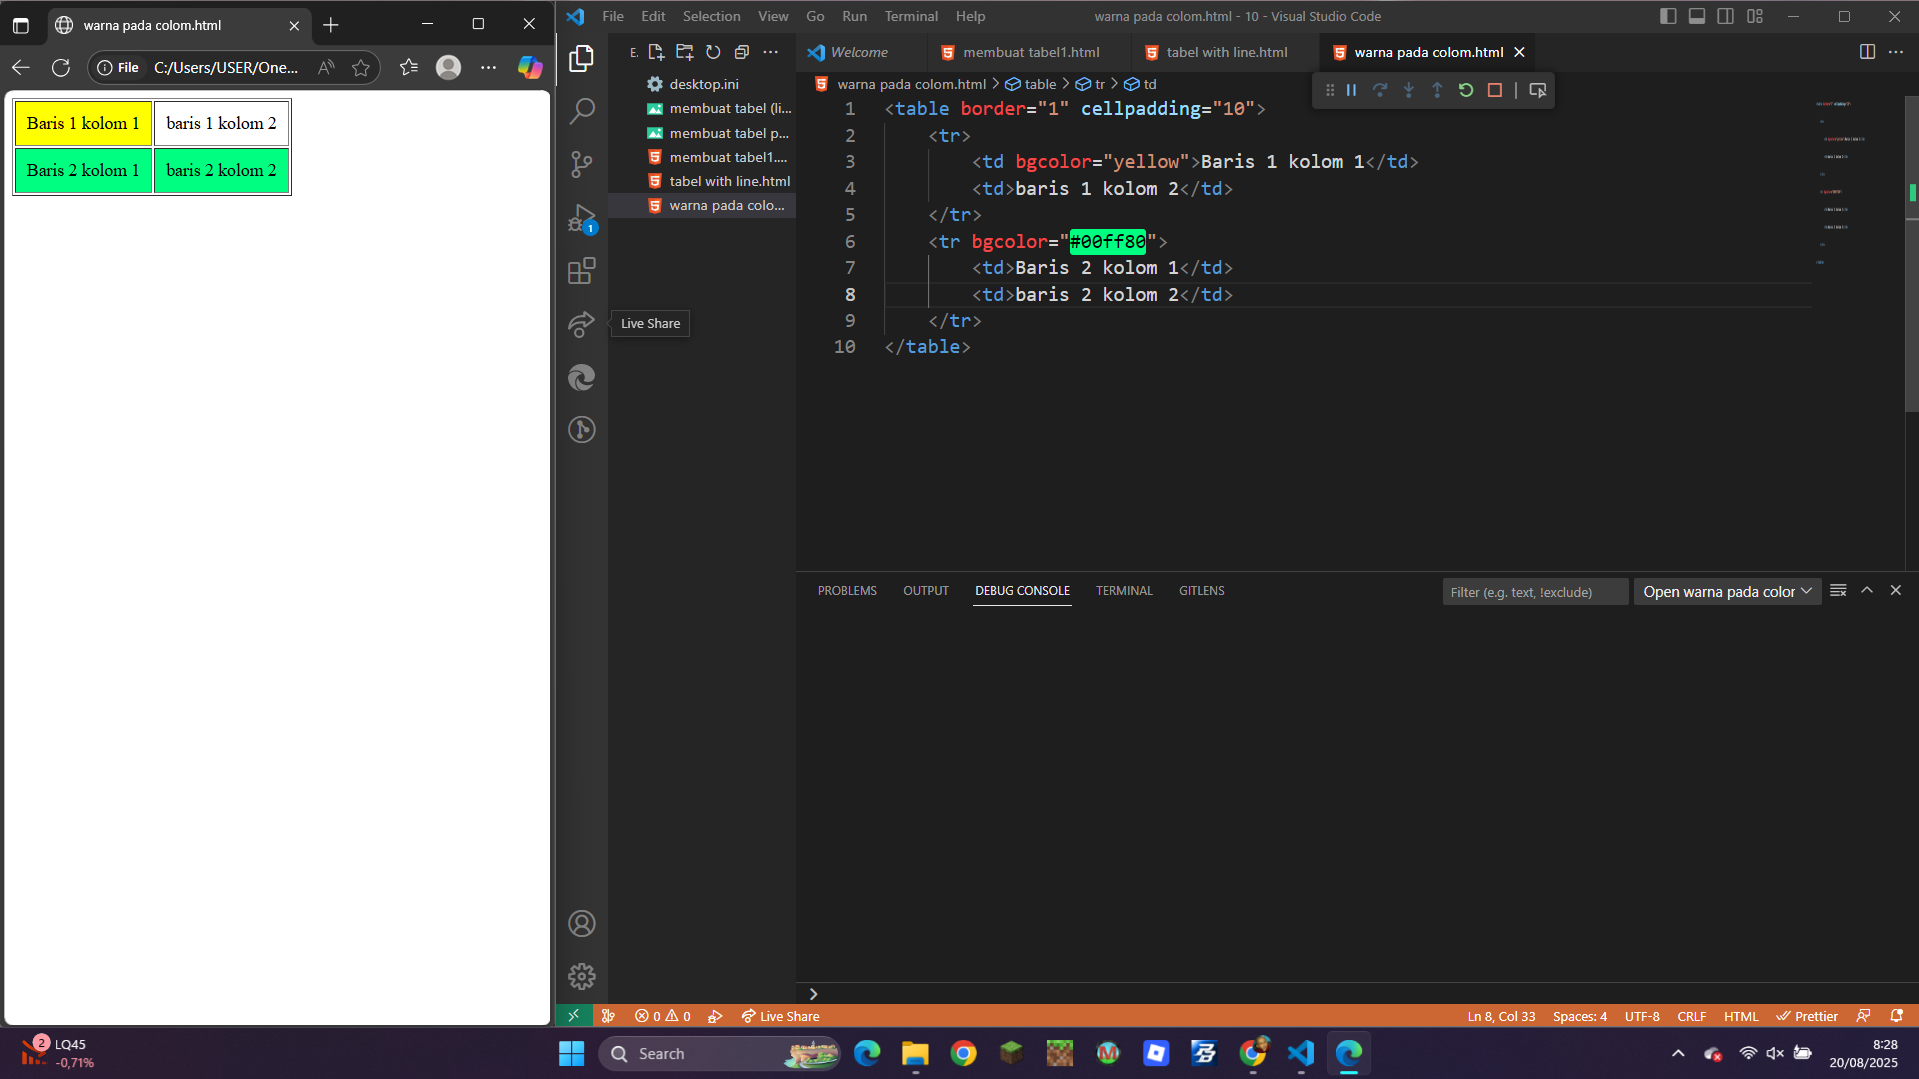 warna pada colom.html
File C:/Users/USER/One...
Baris 1 kolom 1 baris 1 kolom 2
Baris 2 kolom 1 baris 2 kolom 2
File Edit Selection View Go Run Terminal Help
warna pada colom.html - 10 - Visual Studio Code
E.
desktop.ini
membuat tabel (li...
membuat tabel p...
membuat tabel1....
tabel with line.html
warna pada colo...
1
Live Share
Welcome membuat tabel1.html tabel with line.html warna pada colom.html
warna pada colom.html > table > tr > td
1 <table border="1" cellpadding="10">
2 <tr>
3 <td bgcolor="yellow">Baris 1 kolom 1</td>
4 <td>baris 1 kolom 2</td>
5 </tr>
6 <tr bgcolor="#00ff80">
7 <td>Baris 2 kolom 1</td>
8 <td>baris 2 kolom 2</td>
9 </tr>
10 </table>
PROBLEMS OUTPUT DEBUG CONSOLE TERMINAL GITLENS
Filter (e.g. text, !exclude)
Open warna pada color
0 0 Live Share
Ln 8, Col 33 Spaces: 4 UTF-8 CRLF HTML Prettier
2
LQ45
-0,71%
Search
8:28
20/08/2025